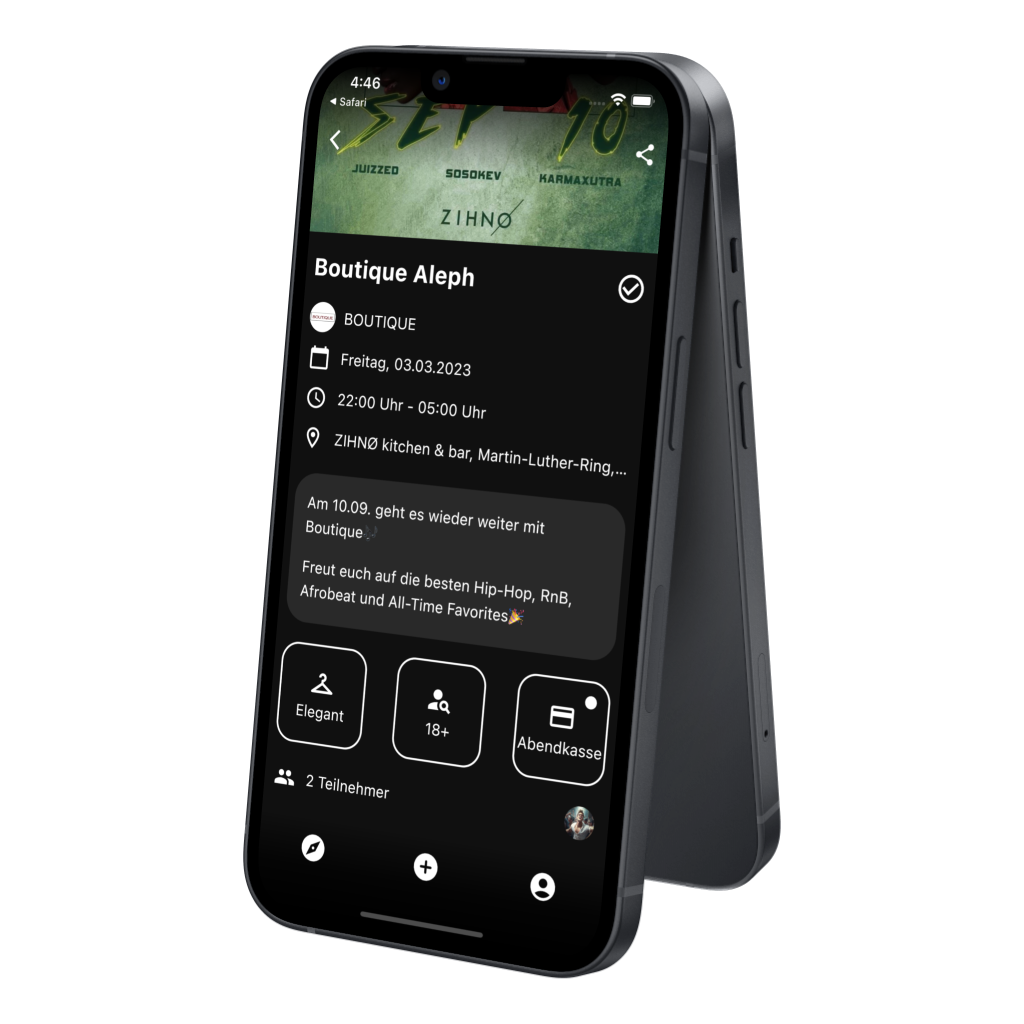 4:46
Safari
SEP 10
JUIZZED SOSOKEV KARMAXUTRA
ZIHNØ
Boutique Aleph
BOUTIQUE
BOUTIQUE
Freitag, 03.03.2023
22:00 Uhr - 05:00 Uhr
ZIHNØ kitchen & bar, Martin-Luther-Ring,...
Am 10.09. geht es wieder weiter mit
Boutique
Freut euch auf die besten Hip-Hop, RnB,
Afrobeat und All-Time Favorites🎉
Elegant
18+
Abendkasse
2 Teilnehmer